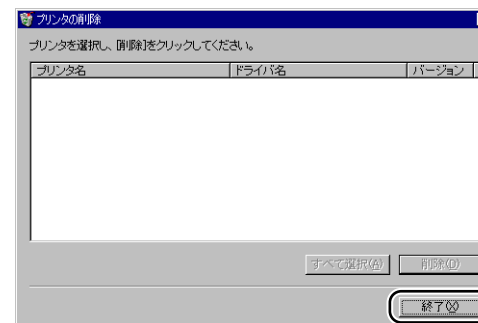 プリンタの削除
プリンタを選択し、[削除]をクリックしてください。
プリンタ名 ドライバ名 バージョン
すべて選択(A) 削除(D)
終了(X)